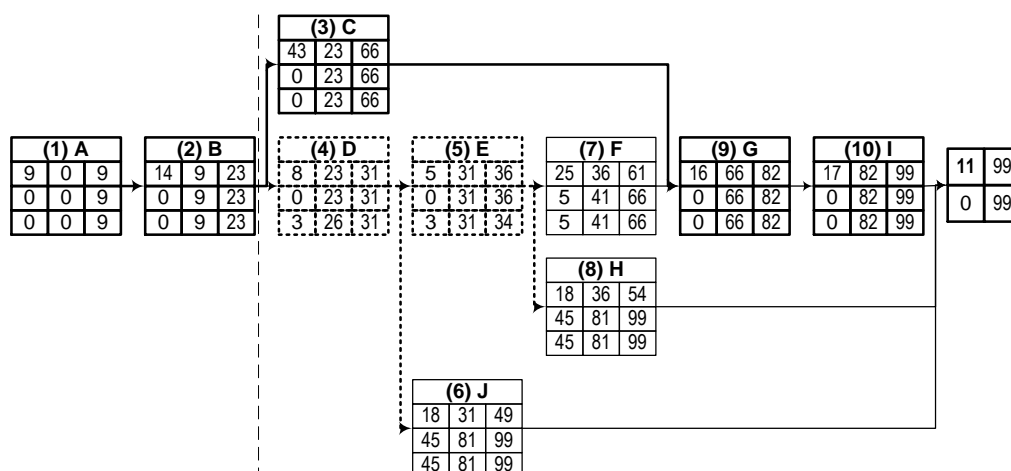 (3) C
43 23 66
0 23 66
0 23 66
(1) A
9 0 9
0 0 9
0 0 9
(2) B
14 9 23
0 9 23
0 9 23
(4) D
8 23 31
0 23 31
3 26 31
(5) E
5 31 36
0 31 36
3 31 34
(7) F
25 36 61
5 41 66
5 41 66
(9) G
16 66 82
0 66 82
0 66 82
(10) I
17 82 99
0 82 99
0 82 99
11 99
0 99
(8) H
18 36 54
45 81 99
45 81 99
(6) J
18 31 49
45 81 99
45 81 99